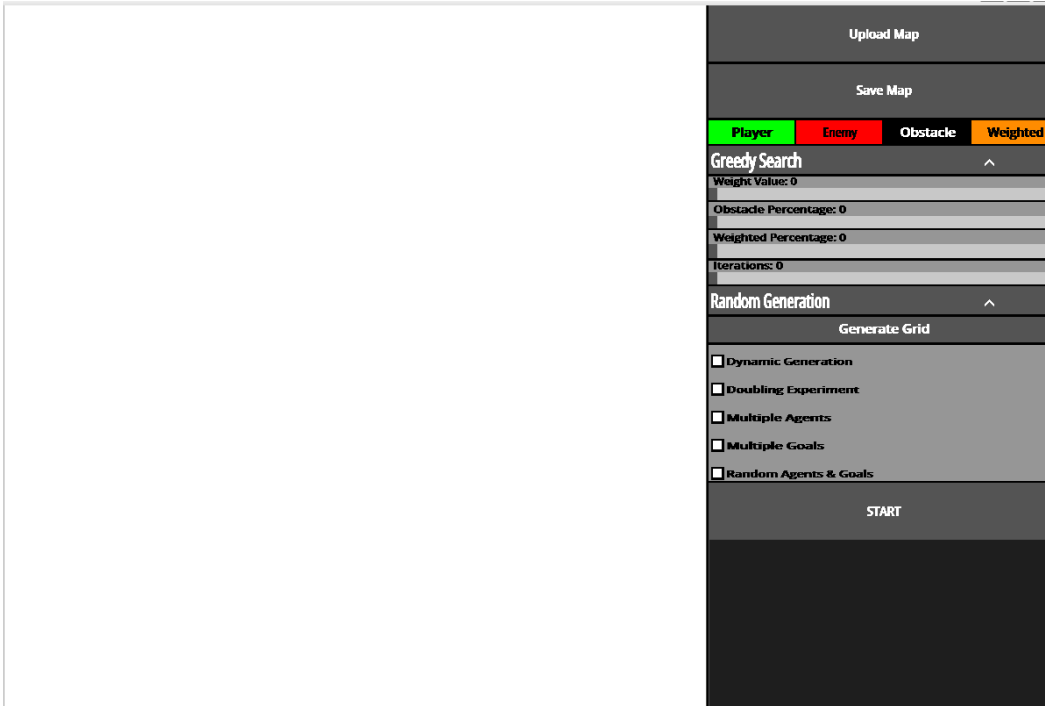 Upload Map
Save Map
Player Enemy Obstacle Weighted
Greedy Search
Weight Value: 0
Obstacle Percentage: 0
Weighted Percentage: 0
Iterations: 0
Random Generation
Generate Grid
Dynamic Generation
Doubling Experiment
Multiple Agents
Multiple Goals
Random Agents & Goals
START